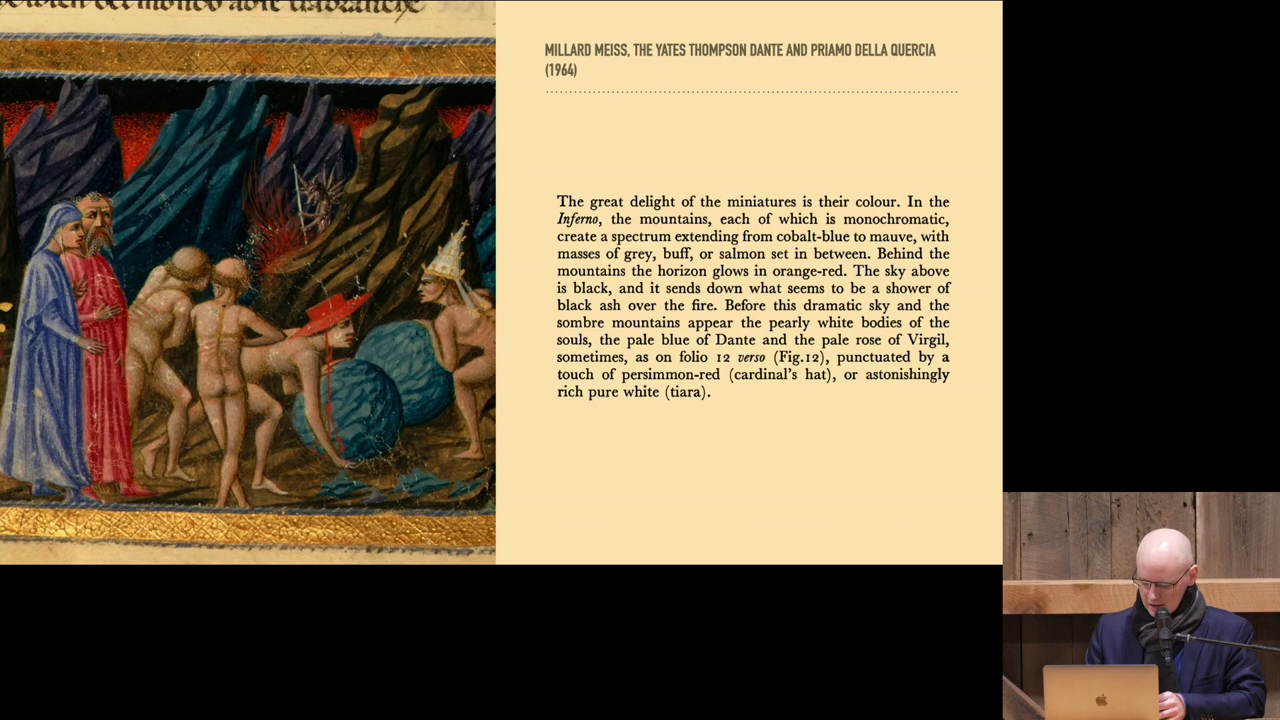 MILLARD MEISS, THE YATES THOMPSON DANTE AND PRIAMO DELLA QUERCIA
(1964)
The great delight of the miniatures is their colour. In the
Inferno, the mountains, each of which is monochromatic,
create a spectrum extending from cobalt-blue to mauve, with
masses of grey, buff, or salmon set in between. Behind the
mountains the horizon glows in orange-red. The sky above
is black, and it sends down what seems to be a shower of
black ash over the fire. Before this dramatic sky and the
sombre mountains appear the pearly white bodies of the
souls, the pale blue of Dante and the pale rose of Virgil,
sometimes, as on folio 12 verso (Fig.12), punctuated by a
touch of persimmon-red (cardinal's hat), or astonishingly
rich pure white (tiara).